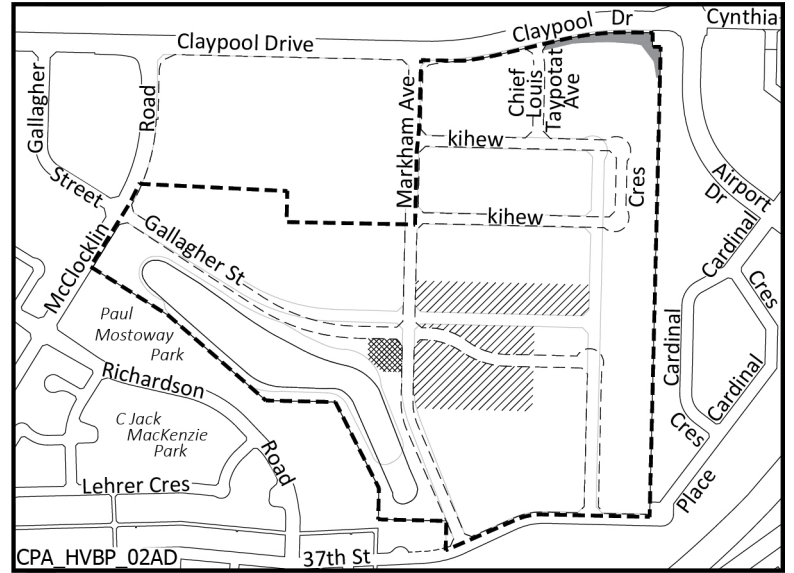 Claypool Dr
Cynthia
Claypool Drive
Gallagher
Street
Road
McClocklin
Markham Ave
Chief
Louis
Taypotat
Ave
kihew
Cres
kihew
Airport
Dr
Cardinal
Cres
Gallagher St
Paul
Mostoway
Park
Cardinal
Cres
Cardinal
Richardson
Road
C Jack
MacKenzie
Park
Lehrer Cres
Place
37th St
CPA_HVBP_02AD